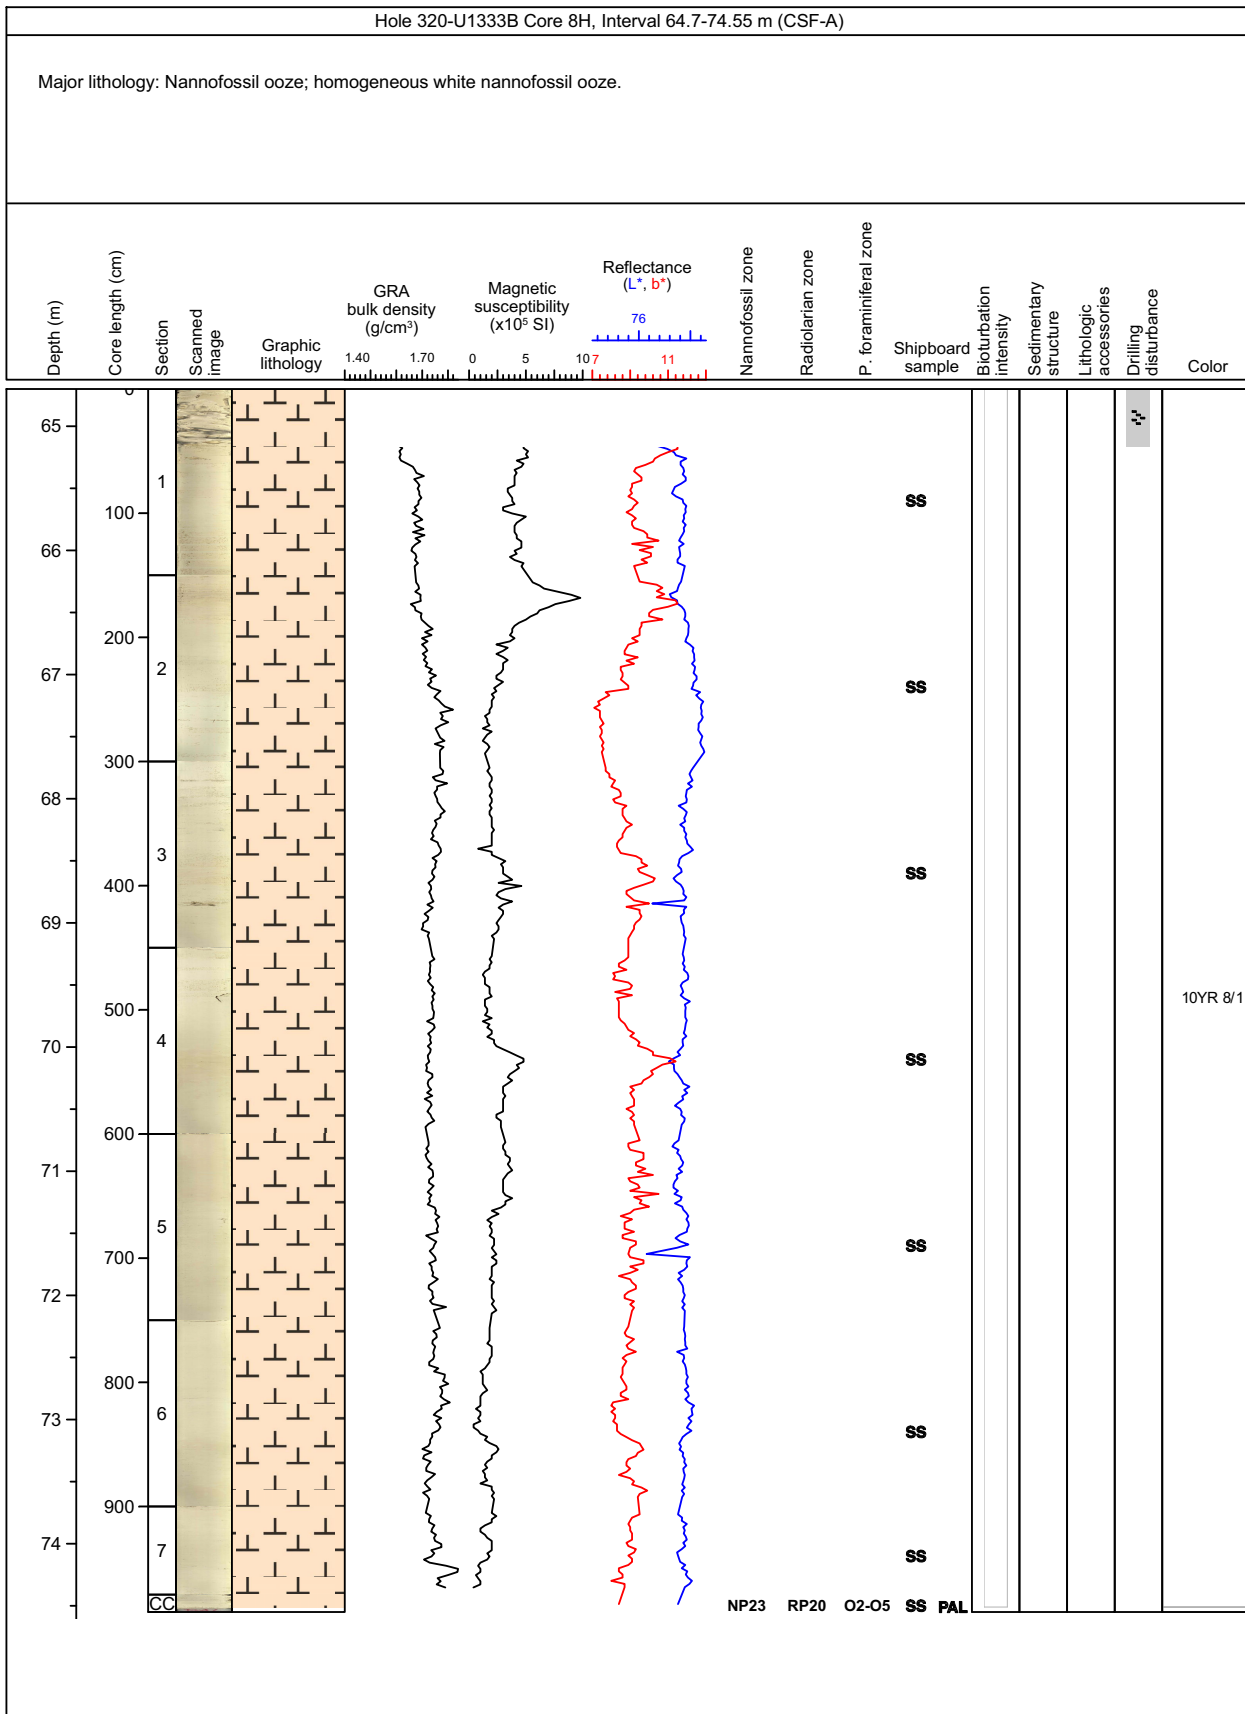 Hole 320-U1333B Core 8H, Interval 64.7-74.55 m (CSF-A)
Major lithology: Nannofossil ooze; homogeneous white nannofossil ooze.
Depth (m)
Core length (cm)
Section
Scanned
image
Graphic
lithology
GRA
bulk density
(g/cm³)
1.40 1.70
Magnetic
susceptibility
(x10⁵ SI)
0 5 10
Reflectance
(L*, b*)
76
7 11
Nannofossil zone
Radiolarian zone
P. foraminiferal zone
Shipboard
sample
Bioturbation
intensity
Sedimentary
structure
Lithologic
accessories
Drilling
disturbance
Color
0
65
1
SS
100
66
200
2
67
SS
300
68
3
SS
400
69
10YR 8/1
500
4
70
SS
600
71
5
SS
700
72
800
6
73
SS
900
74
7
SS
CC
NP23 RP20 O2-O5 SS PAL